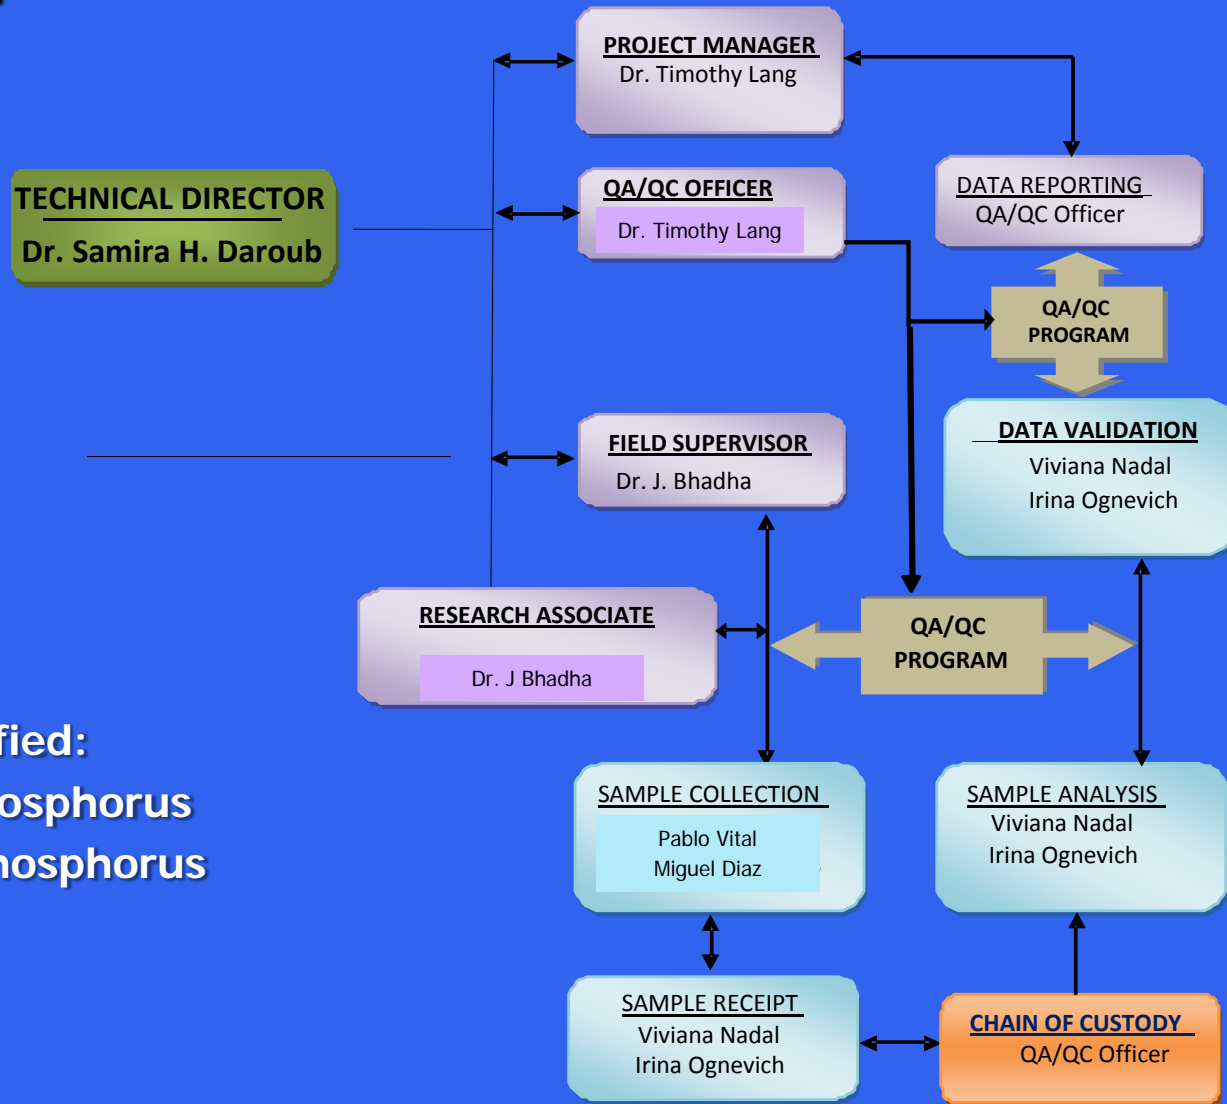 PROJECT MANAGER
Dr. Timothy Lang
TECHNICAL DIRECTOR
Dr. Samira H. Daroub
QA/QC OFFICER
Dr. Timothy Lang
DATA REPORTING
QA/QC Officer
QA/QC
PROGRAM
DATA VALIDATION
Viviana Nadal
Irina Ognevich
FIELD SUPERVISOR
Dr. J. Bhadha
RESEARCH ASSOCIATE
Dr. J Bhadha
QA/QC
PROGRAM
fied:
osphorus
hosphorus
SAMPLE COLLECTION
Pablo Vital
Miguel Diaz
SAMPLE ANALYSIS
Viviana Nadal
Irina Ognevich
SAMPLE RECEIPT
Viviana Nadal
Irina Ognevich
CHAIN OF CUSTODY
QA/QC Officer